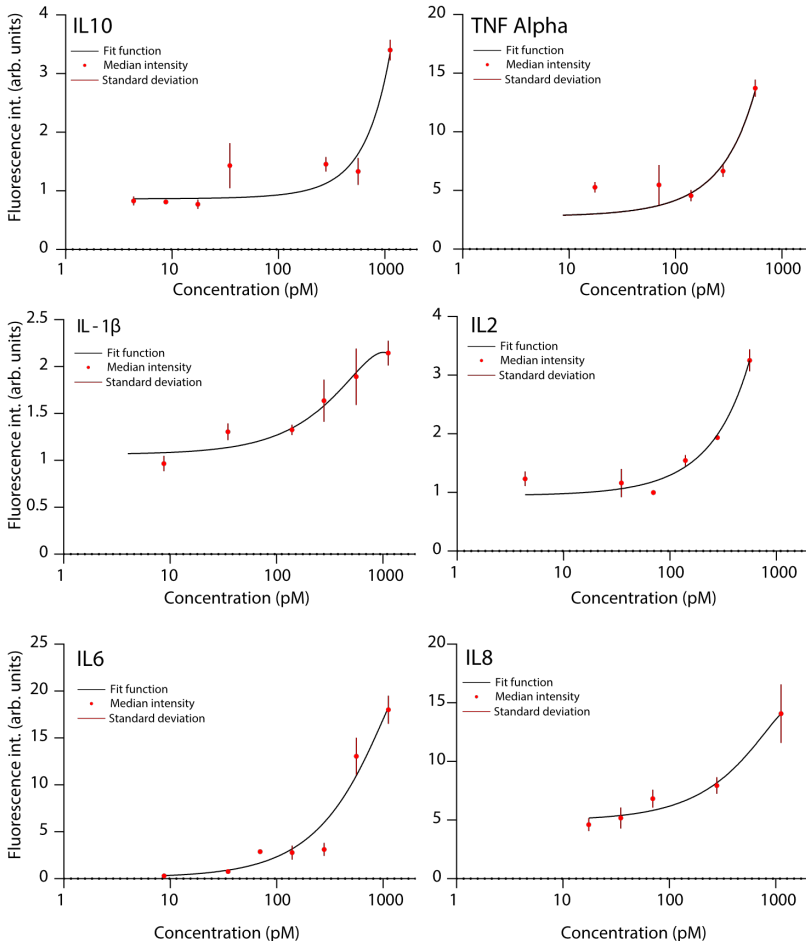 IL10
Fit function
Median intensity
Standard deviation
Fluorescence int. (arb. units)
4
3
2
1
0
1
10
100
1000
Concentration (pM)
TNF Alpha
Fit function
Median intensity
Standard deviation
20
15
10
5
0
1
10
100
1000
Concentration (pM)
IL-1β
Fit function
Median intensity
Standard deviation
Fluorescence int. (arb. units)
2.5
2
1.5
1
0.5
0
1
10
100
1000
Concentration (pM)
IL2
Fit function
Median intensity
Standard deviation
4
3
2
1
0
1
10
100
1000
Concentration (pM)
IL6
Fit function
Median intensity
Standard deviation
Fluorescence int. (arb. units)
25
20
15
10
5
0
1
10
100
1000
Concentration (pM)
IL8
Fit function
Median intensity
Standard deviation
20
15
10
5
0
1
10
100
1000
Concentration (pM)